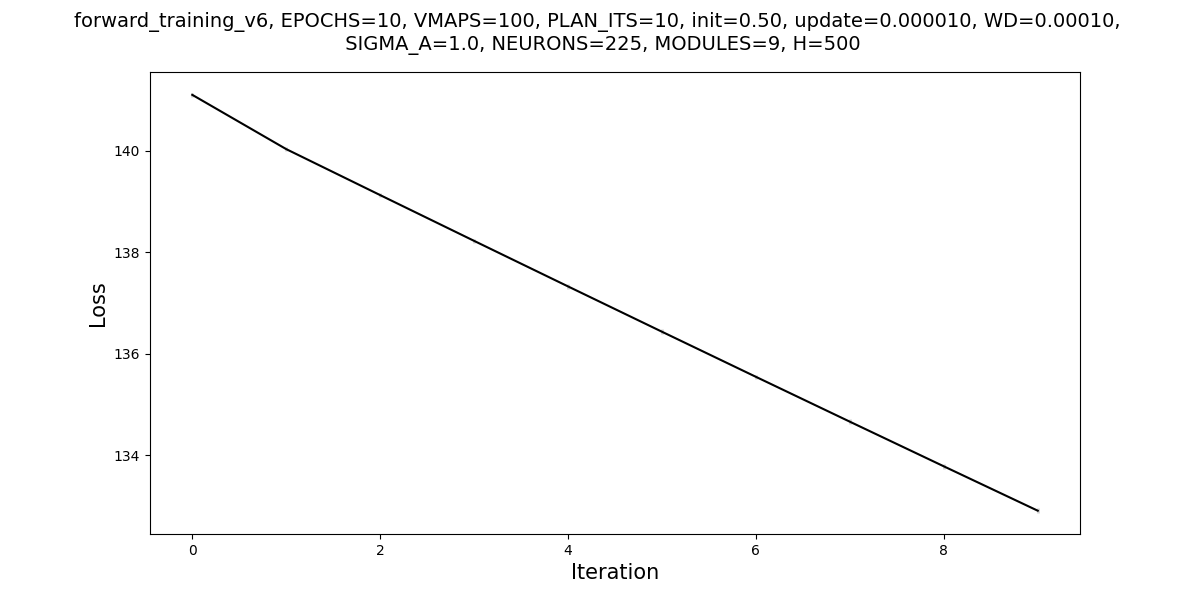 forward_training_v6, EPOCHS=10, VMAPS=100, PLAN_ITS=10, init=0.50, update=0.000010, WD=0.00010,
SIGMA_A=1.0, NEURONS=225, MODULES=9, H=500
140
138
136
134
Loss
0 2 4 6 8
Iteration